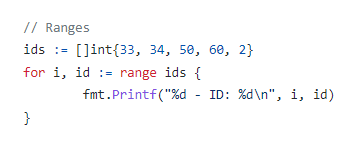 // Ranges
ids := []int{33, 34, 50, 60, 2}
for i, id := range ids {
        fmt.Printf("%d - ID: %d\n", i, id)
}